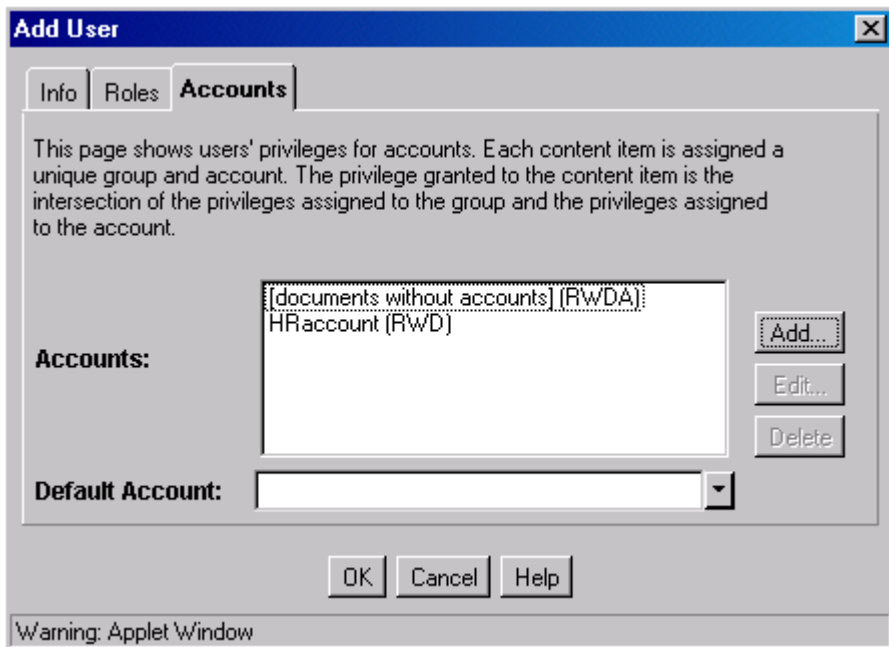 Add User
Info Roles Accounts
This page shows users' privileges for accounts. Each content item is assigned a
unique group and account. The privilege granted to the content item is the
intersection of the privileges assigned to the group and the privileges assigned
to the account.
[documents without accounts] (RWDA)
HRaccount (RWD)
Accounts:
Add...
Edit...
Delete
Default Account:
OK Cancel Help
Warning: Applet Window